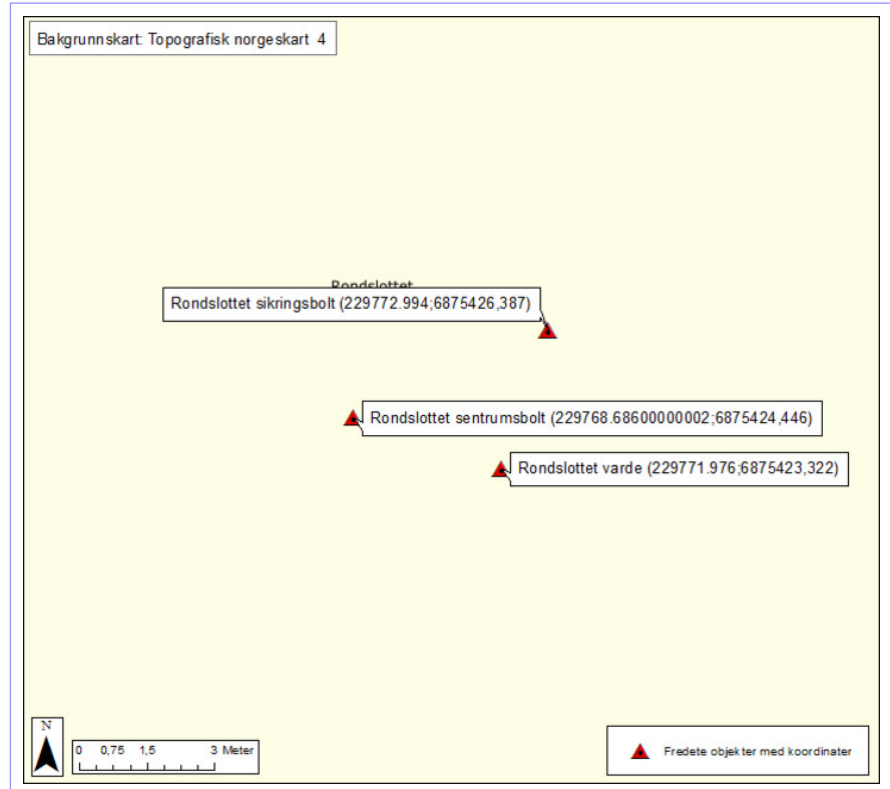 Bakgrunnskart: Topografisk norgeskart 4
Rondslottet
Rondslottet sikringsbolt (229772.994;6875426,387)
Rondslottet sentrumsbolt (229768.68600000002;6875424,446)
Rondslottet varde (229771.976;6875423,322)
N
0 0,75 1,5 3 Meter
Fredete objekter med koordinater